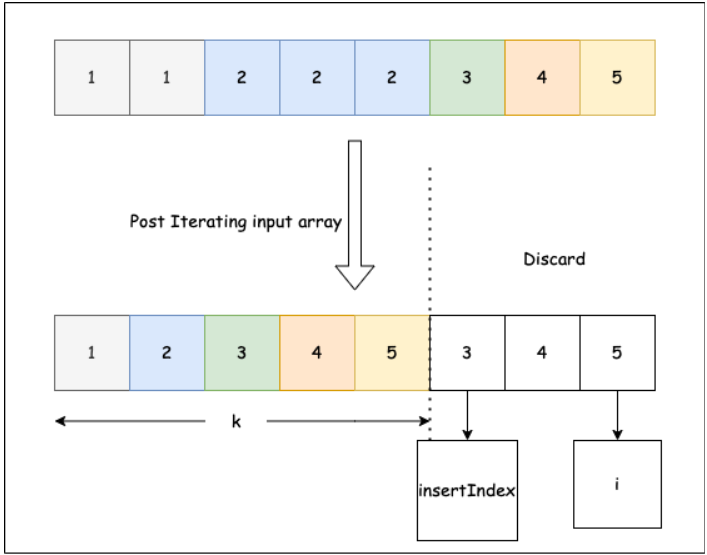 1 1 2 2 2 3 4 5
Post Iterating input array
Discard
1 2 3 4 5 3 4 5
k
insertIndex
i